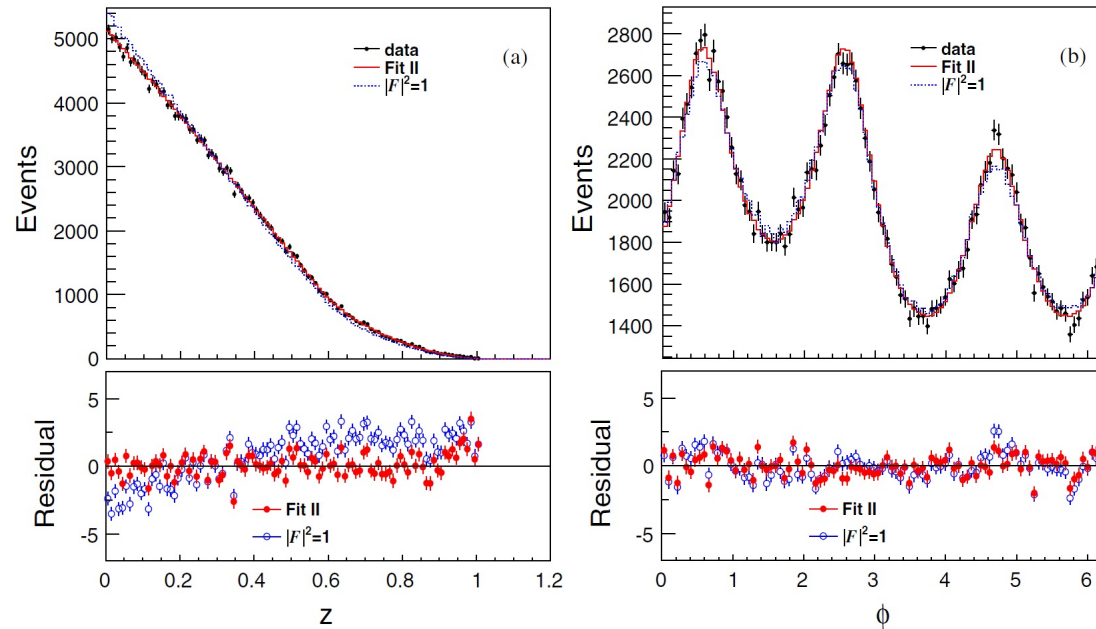 5000
4000
3000
2000
1000
0
Events
data
Fit II
|F|²=1
(a)
5
0
-5
Residual
Fit II
|F|²=1
0 0.2 0.4 0.6 0.8 1 1.2
z
2800
2600
2400
2200
2000
1800
1600
1400
Events
data
Fit II
|F|²=1
(b)
5
0
-5
Residual
Fit II
|F|²=1
0 1 2 3 4 5 6
ϕ